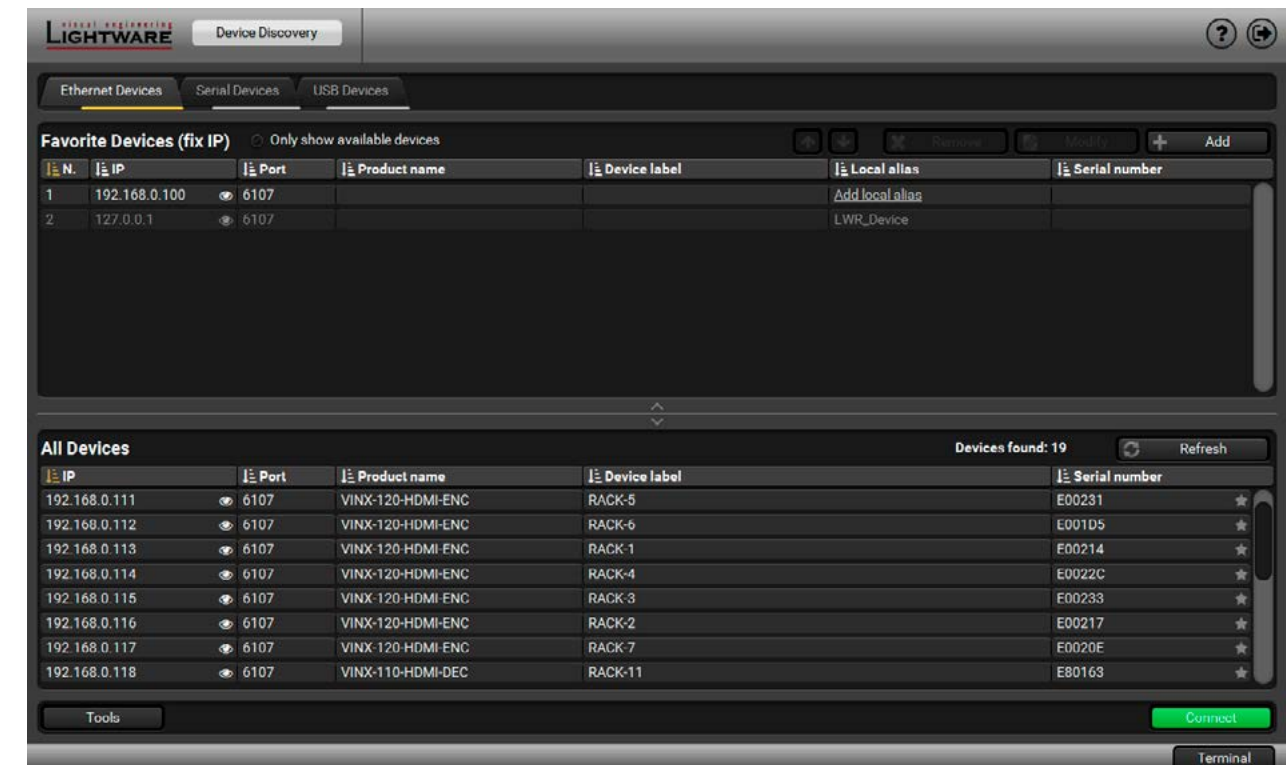 visual engineering
LIGHTWARE Device Discovery ?
Ethernet Devices Serial Devices USB Devices
Favorite Devices (fix IP) Only show available devices Remove Modify Add
N. IP Port Product name Device label Local alias Serial number
1 192.168.0.100 6107 Add local alias
2 127.0.0.1 6107 LWR_Device
All Devices Devices found: 19 Refresh
IP Port Product name Device label Serial number
192.168.0.111 6107 VINX-120-HDMI-ENC RACK-5 E00231
192.168.0.112 6107 VINX-120-HDMI-ENC RACK-6 E001D5
192.168.0.113 6107 VINX-120-HDMI-ENC RACK-1 E00214
192.168.0.114 6107 VINX-120-HDMI-ENC RACK-4 E0022C
192.168.0.115 6107 VINX-120-HDMI-ENC RACK-3 E00233
192.168.0.116 6107 VINX-120-HDMI-ENC RACK-2 E00217
192.168.0.117 6107 VINX-120-HDMI-ENC RACK-7 E0020E
192.168.0.118 6107 VINX-110-HDMI-DEC RACK-11 E80163
Tools Connect
Terminal